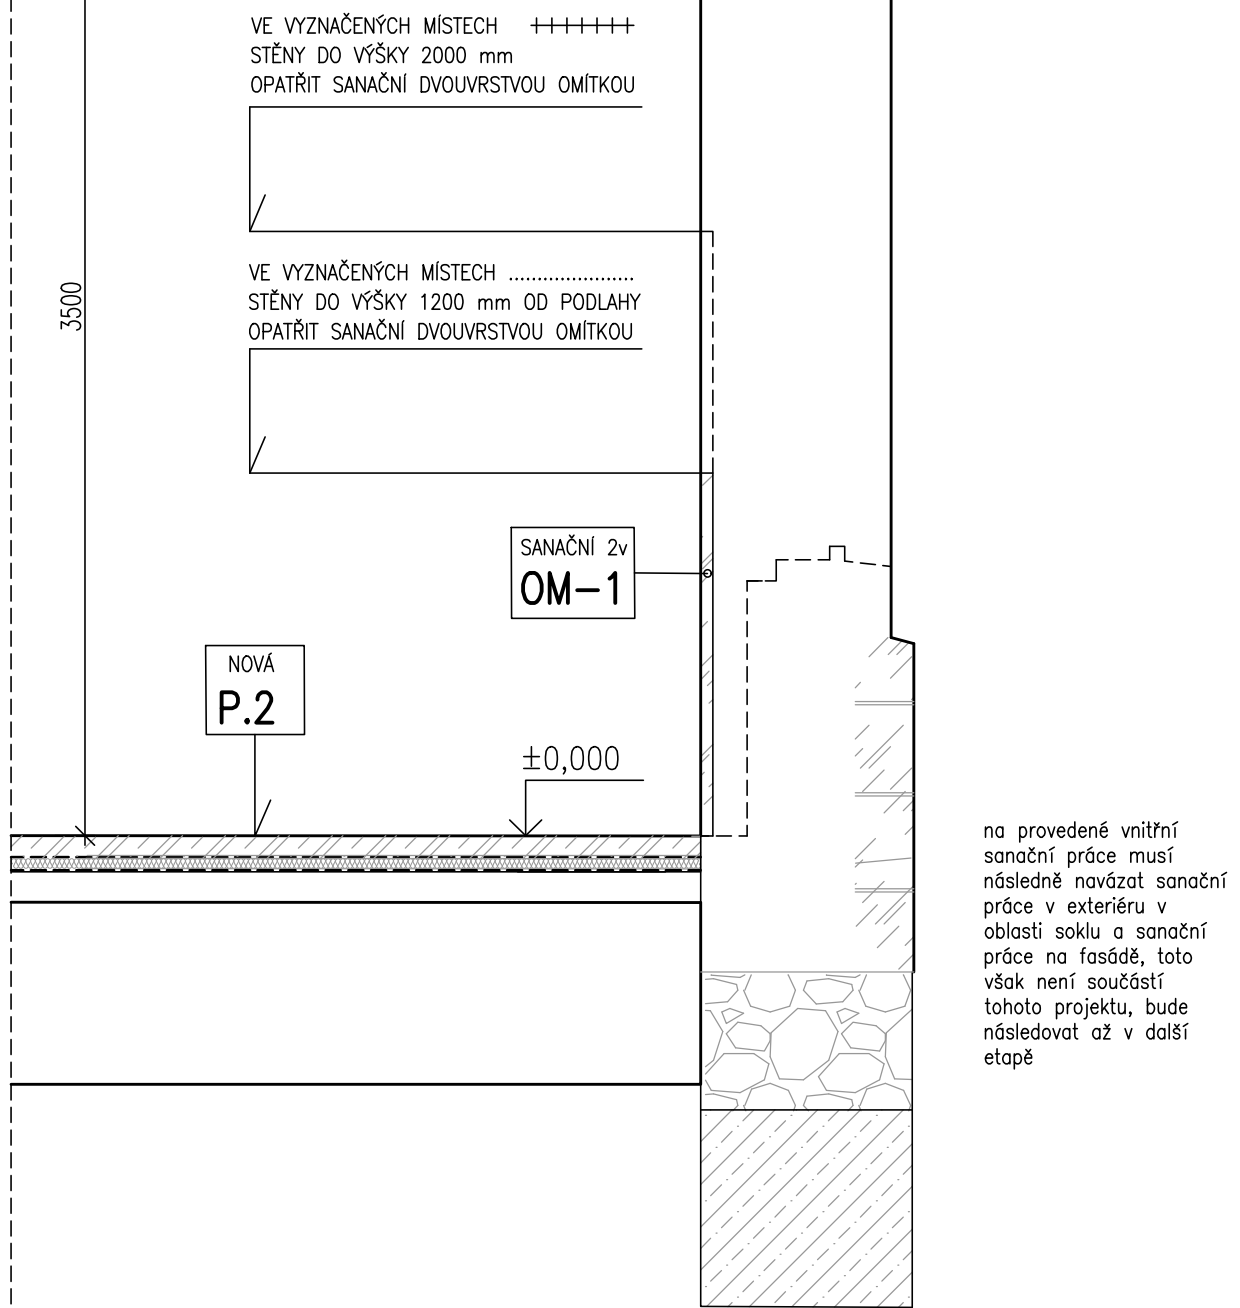 VE VYZNAČENÝCH MÍSTECH
STĚNY DO VÝŠKY 2000 mm
OPATŘIT SANAČNÍ DVOUVRSTVOU OMÍTKOU
3500
VE VYZNAČENÝCH MÍSTECH ......................
STĚNY DO VÝŠKY 1200 mm OD PODLAHY
OPATŘIT SANAČNÍ DVOUVRSTVOU OMÍTKOU
SANAČNÍ 2v
OM-1
NOVÁ
P.2
±0,000
na provedené vnitřní
sanační práce musí
následně navázat sanační
práce v exteriéru v
oblasti soklu a sanační
práce na fasádě, toto
však není součástí
tohoto projektu, bude
následovat až v další
etapě